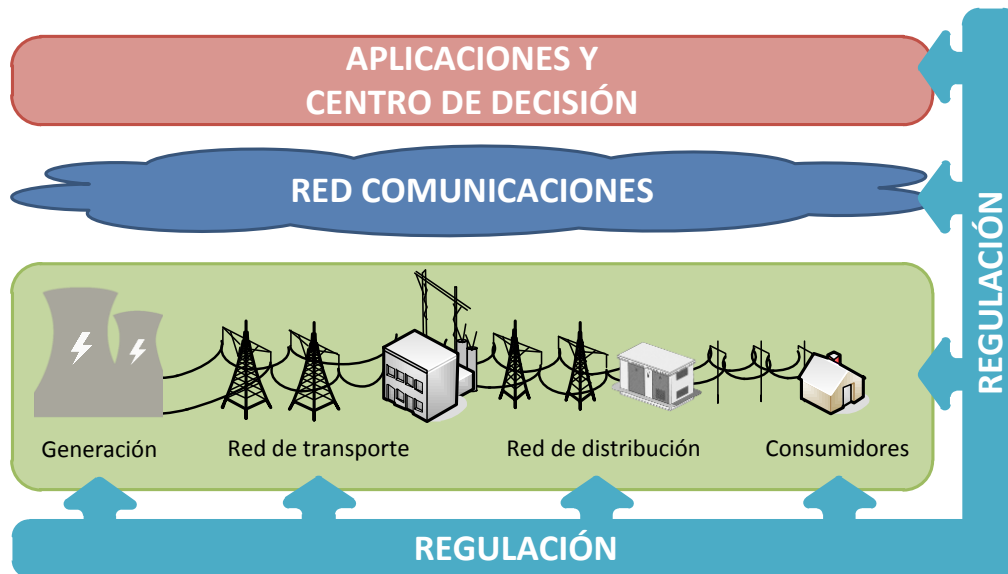 APLICACIONES Y
CENTRO DE DECISIÓN
RED COMUNICACIONES
REGULACIÓN
Generación
Red de transporte
Red de distribución
Consumidores
REGULACIÓN